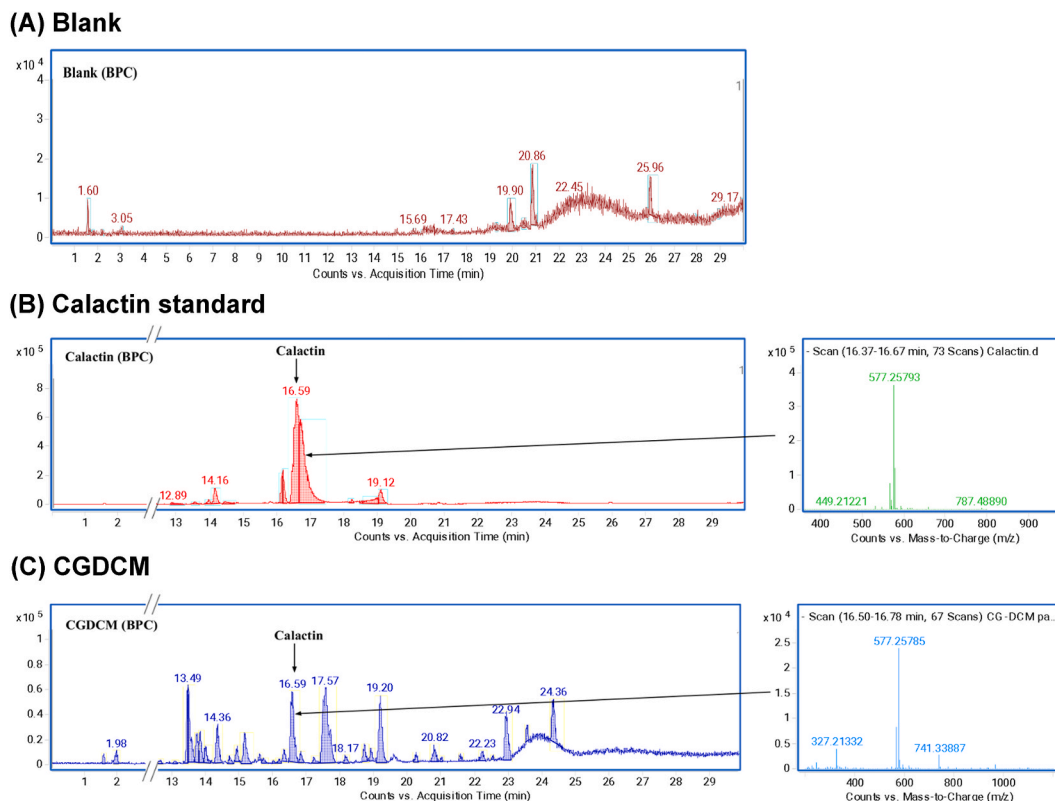 (A) Blank
x10 4
Blank (BPC)
4
3
2
1
0
1
1.60
3.05
15.69
17.43
19.90
20.86
22.45
25.96
29.17
1 2 3 4 5 6 7 8 9 10 11 12 13 14 15 16 17 18 19 20 21 22 23 24 25 26 27 28 29
Counts vs. Acquisition Time (min)
(B) Calactin standard
x10 5
Calactin (BPC)
Calactin
8
6
4
2
0
1
12.89
14.16
16.59
19.12
1 2 13 14 15 16 17 18 19 20 21 22 23 24 25 26 27 28 29
Counts vs. Acquisition Time (min)
x10 5
- Scan (16.37-16.67 min, 73 Scans) Calactin.d
4
3
2
1
0
577.25793
449.21221
787.48890
400 500 600 700 800 900
Counts vs. Mass-to-Charge (m/z)
(C) CGDCM
x10 5
CGDCM (BPC)
Calactin
1
0.8
0.6
0.4
0.2
0
1.98
13.49
14.36
16.59
17.57
18.17
19.20
20.82
22.23
22.94
24.36
1 2 13 14 15 16 17 18 19 20 21 22 23 24 25 26 27 28 29
Counts vs. Acquisition Time (min)
x10 4
- Scan (16.50-16.78 min, 67 Scans) CG-DCM pa...
2.5
2
1.5
1
0.5
0
577.25785
327.21332
741.33887
400 600 800 1000
Counts vs. Mass-to-Charge (m/z)